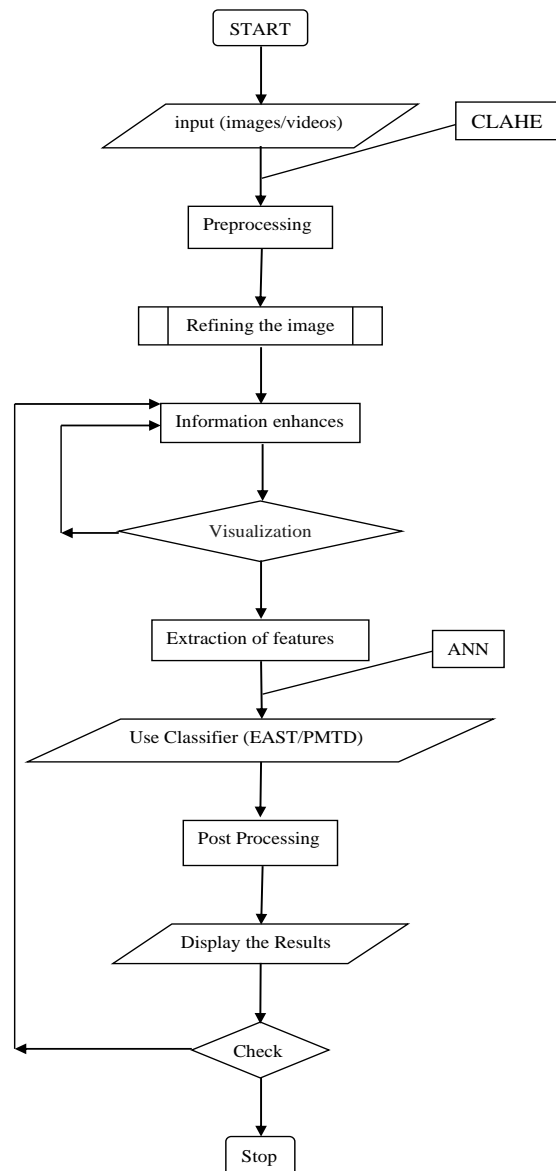 START
input (images/videos)
CLAHE
Preprocessing
Refining the image
Information enhances
Visualization
Extraction of features
ANN
Use Classifier (EAST/PMTD)
Post Processing
Display the Results
Check
Stop